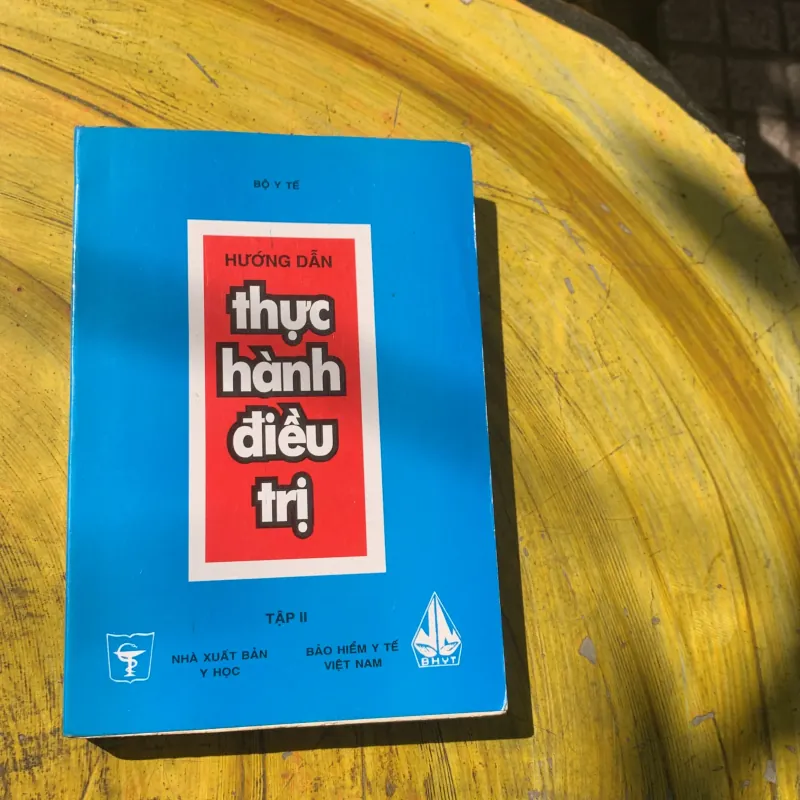 BỘ Y TẾ
HƯỚNG DẪN
thực
hành
điều
trị
TẬP II
NHÀ XUẤT BẢN
Y HỌC
BẢO HIỂM Y TẾ
VIỆT NAM
BHYT